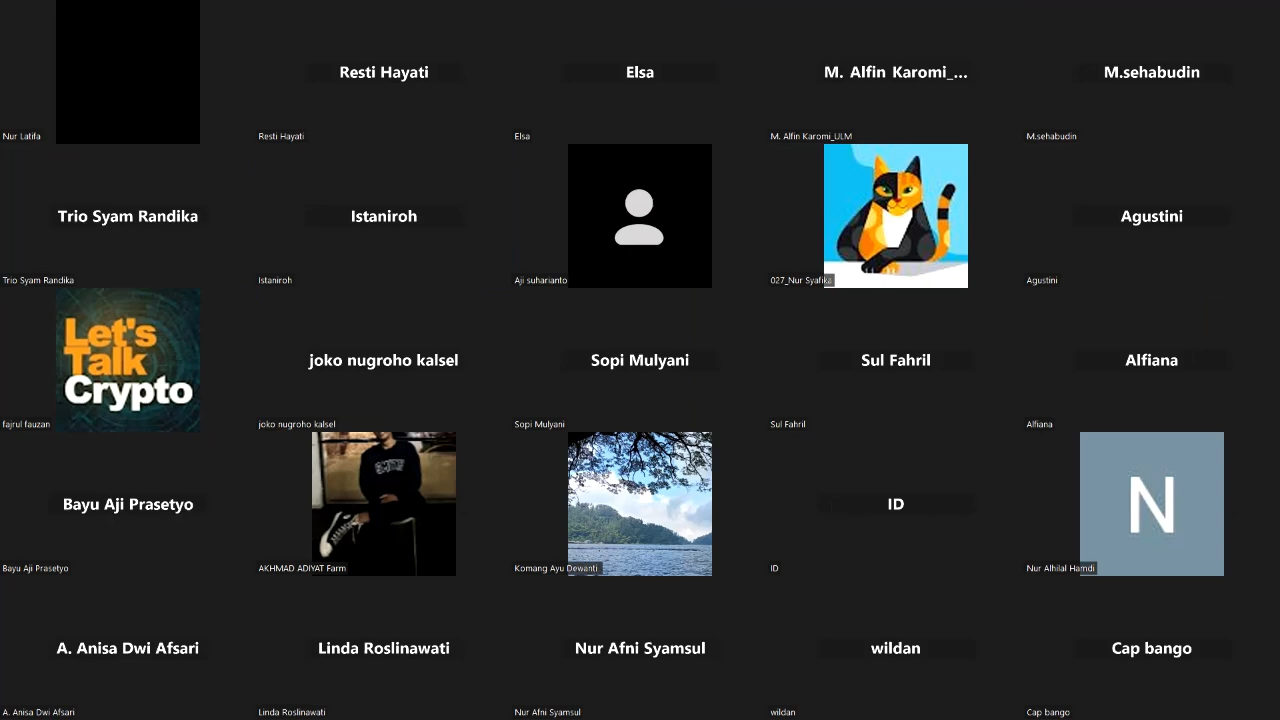 Nur Latifa
Resti Hayati
Resti Hayati
Elsa
Elsa
M. Alfin Karomi_...
M. Alfin Karomi_ULM
M.sehabudin
M.sehabudin
Trio Syam Randika
Trio Syam Randika
Istaniroh
Istaniroh
Aji suharianto
027_Nur Syafika
Agustini
Agustini
Let's
Talk
Crypto
fajrul fauzan
joko nugroho kalsel
joko nugroho kalsel
Sopi Mulyani
Sopi Mulyani
Sul Fahril
Sul Fahril
Alfiana
Alfiana
Bayu Aji Prasetyo
Bayu Aji Prasetyo
AKHMAD ADIYAT Farm
Komang Ayu Dewanti
ID
ID
N
Nur Alhilal Hamdi
A. Anisa Dwi Afsari
A. Anisa Dwi Afsari
Linda Roslinawati
Linda Roslinawati
Nur Afni Syamsul
Nur Afni Syamsul
wildan
wildan
Cap bango
Cap bango